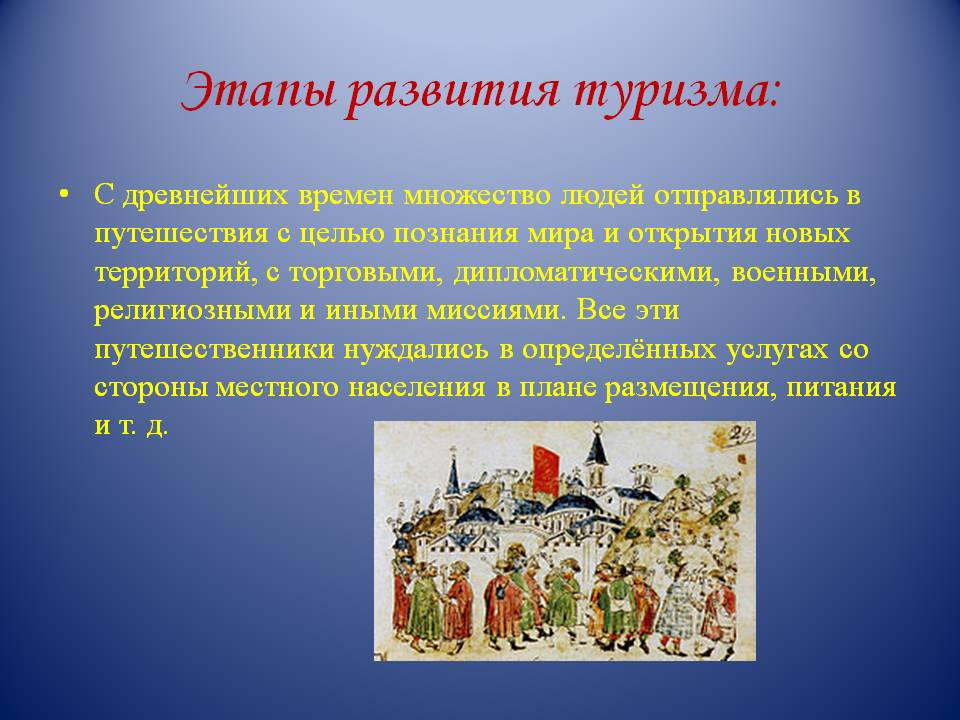 Этапы развития туризма:
• С древнейших времен множество людей отправлялись в
путешествия с целью познания мира и открытия новых
территорий, с торговыми, дипломатическими, военными,
религиозными и иными миссиями. Все эти
путешественники нуждались в определённых услугах со
стороны местного населения в плане размещения, питания
и т. д.
29.